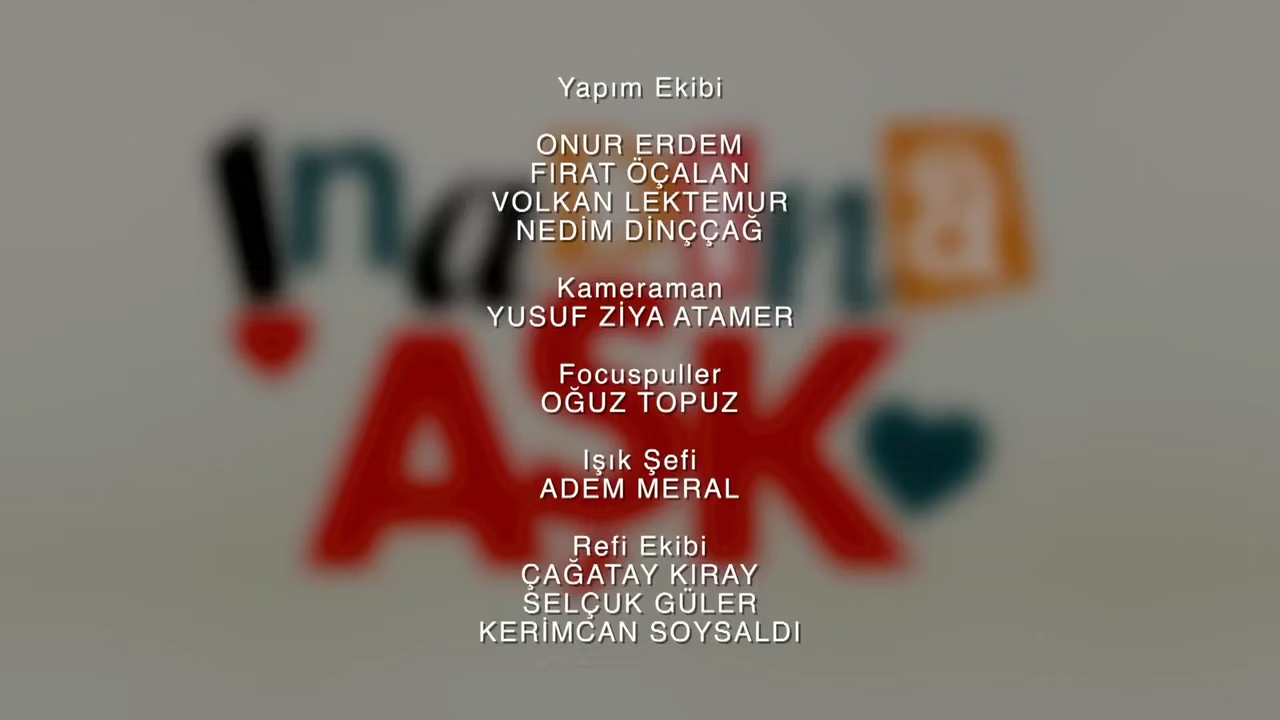 Yapım Ekibi
ONUR ERDEM
FIRAT ÖÇALAN
VOLKAN LEKTEMUR
NEDİM DİNÇÇAĞ
Kameraman
YUSUF ZİYA ATAMER
Focuspuller
OĞUZ TOPUZ
Işık Şefi
ADEM MERAL
Refi Ekibi
ÇAĞATAY KIRAY
SELÇUK GÜLER
KERİMCAN SOYSALDI
AŞK